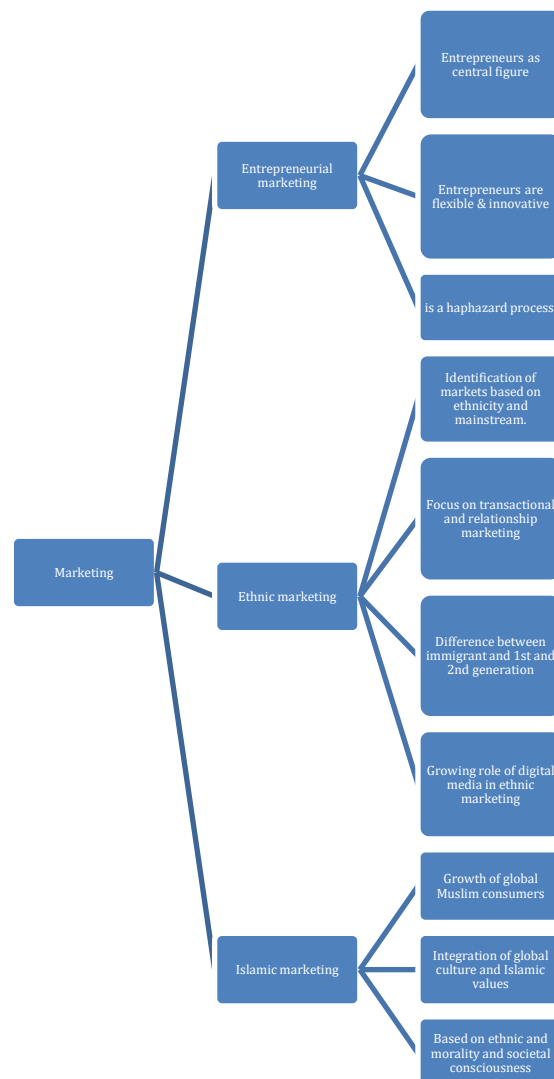 Marketing
Entrepreneurial
marketing
Entrepreneurs as
central figure
Entrepreneurs are
flexible & innovative
is a haphazard process
Ethnic marketing
Identification of
markets based on
ethnicity and
mainstream.
Focus on transactional
and relationship
marketing
Difference between
immigrant and 1st and
2nd generation
Growing role of digital
media in ethnic
marketing
Islamic marketing
Growth of global
Muslim consumers
Integration of global
culture and Islamic
values
Based on ethnic and
morality and societal
consciousness